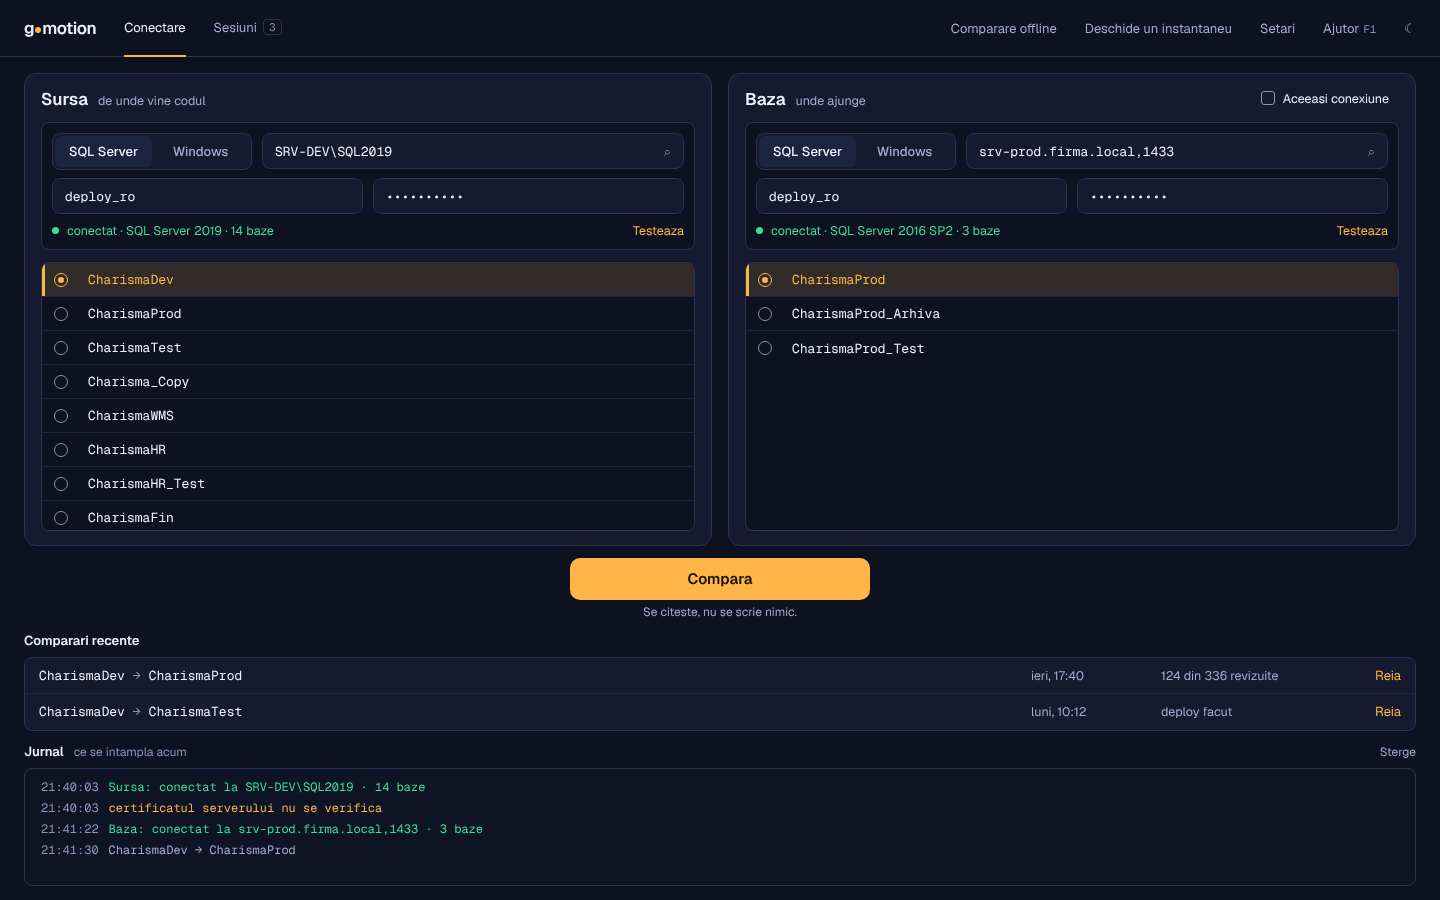 g•motion Conectare Sesiuni 3 Comparare offline Deschide un instantaneu Setari Ajutor F1
Sursa de unde vine codul
SQL Server Windows SRV-DEV\SQL2019
deploy_ro ••••••••••
conectat · SQL Server 2019 · 14 baze Testeaza
CharismaDev
CharismaProd
CharismaTest
Charisma_Copy
CharismaWMS
CharismaHR
CharismaHR_Test
CharismaFin
Baza unde ajunge Aceeasi conexiune
SQL Server Windows srv-prod.firma.local,1433
deploy_ro ••••••••••
conectat · SQL Server 2016 SP2 · 3 baze Testeaza
CharismaProd
CharismaProd_Arhiva
CharismaProd_Test
Compara
Se citeste, nu se scrie nimic.
Comparari recente
CharismaDev → CharismaProd ieri, 17:40 124 din 336 revizuite Reia
CharismaDev → CharismaTest luni, 10:12 deploy facut Reia
Jurnal ce se intampla acum Sterge
21:40:03 Sursa: conectat la SRV-DEV\SQL2019 · 14 baze
21:40:03 certificatul serverului nu se verifica
21:41:22 Baza: conectat la srv-prod.firma.local,1433 · 3 baze
21:41:30 CharismaDev → CharismaProd